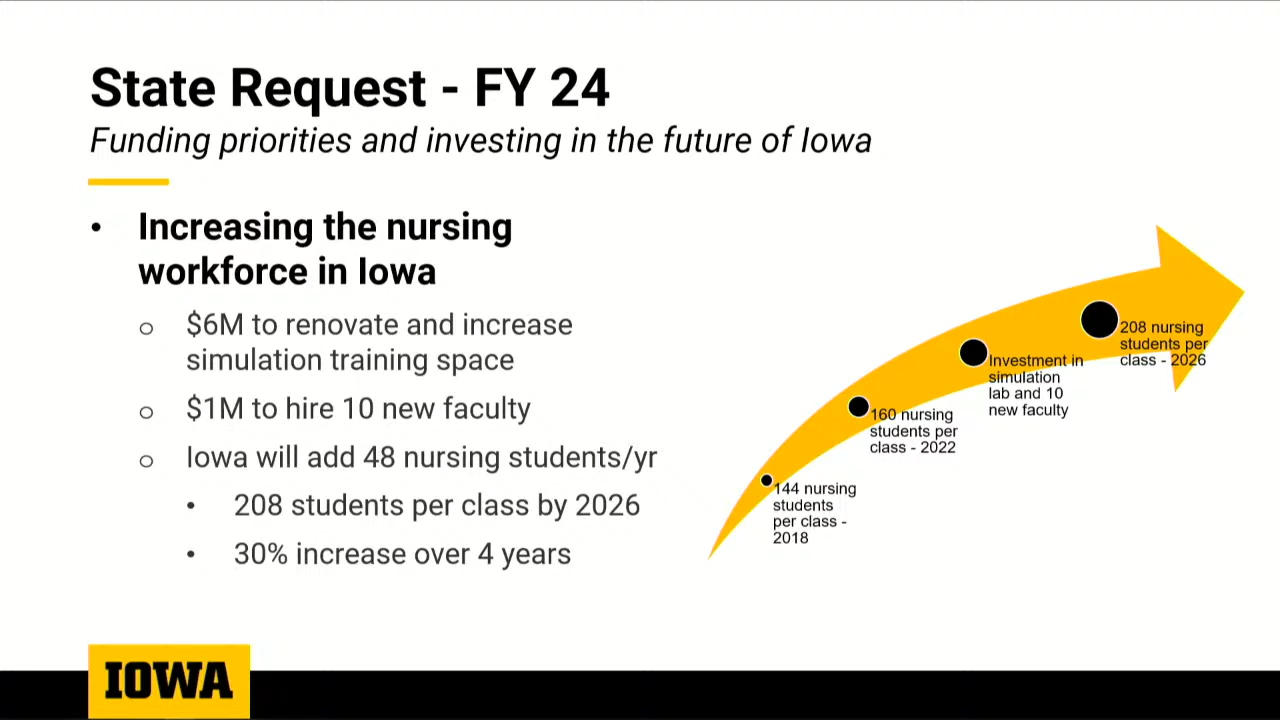 State Request - FY 24
Funding priorities and investing in the future of Iowa
• Increasing the nursing
workforce in Iowa
o $6M to renovate and increase
simulation training space
o $1M to hire 10 new faculty
o Iowa will add 48 nursing students/yr
• 208 students per class by 2026
• 30% increase over 4 years
144 nursing
students
per class -
2018
160 nursing
students per
class - 2022
Investment in
simulation
lab and 10
new faculty
208 nursing
students per
class - 2026
IOWA